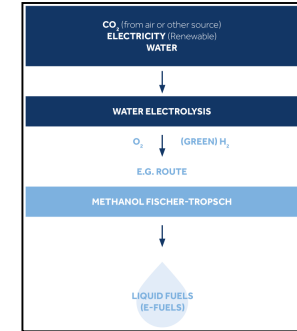 CO₂ (from air or other source)
ELECTRICITY (Renewable)
WATER
WATER ELECTROLYSIS
O₂ (GREEN) H₂
E.G. ROUTE
METHANOL FISCHER-TROPSCH
LIQUID FUELS
(E-FUELS)